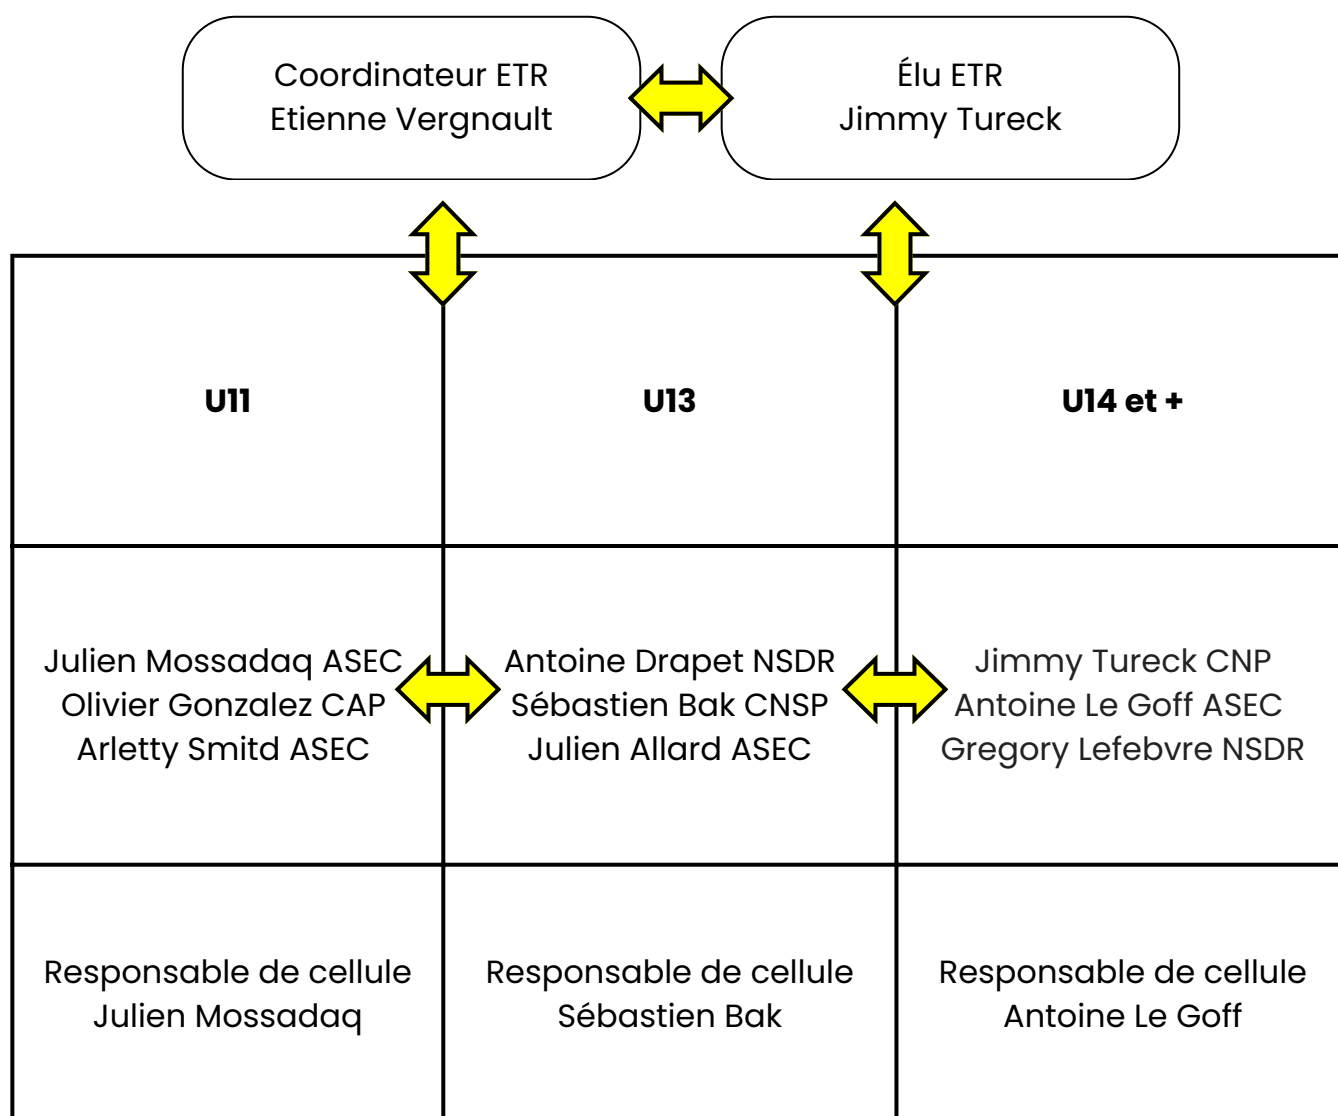 Coordinateur ETR
Etienne Vergnault
Élu ETR
Jimmy Tureck
U11
U13
U14 et +
Julien Mossadaq ASEC
Olivier Gonzalez CAP
Arletty Smitd ASEC
Antoine Drapet NSDR
Sébastien Bak CNSP
Julien Allard ASEC
Jimmy Tureck CNP
Antoine Le Goff ASEC
Gregory Lefebvre NSDR
Responsable de cellule
Julien Mossadaq
Responsable de cellule
Sébastien Bak
Responsable de cellule
Antoine Le Goff